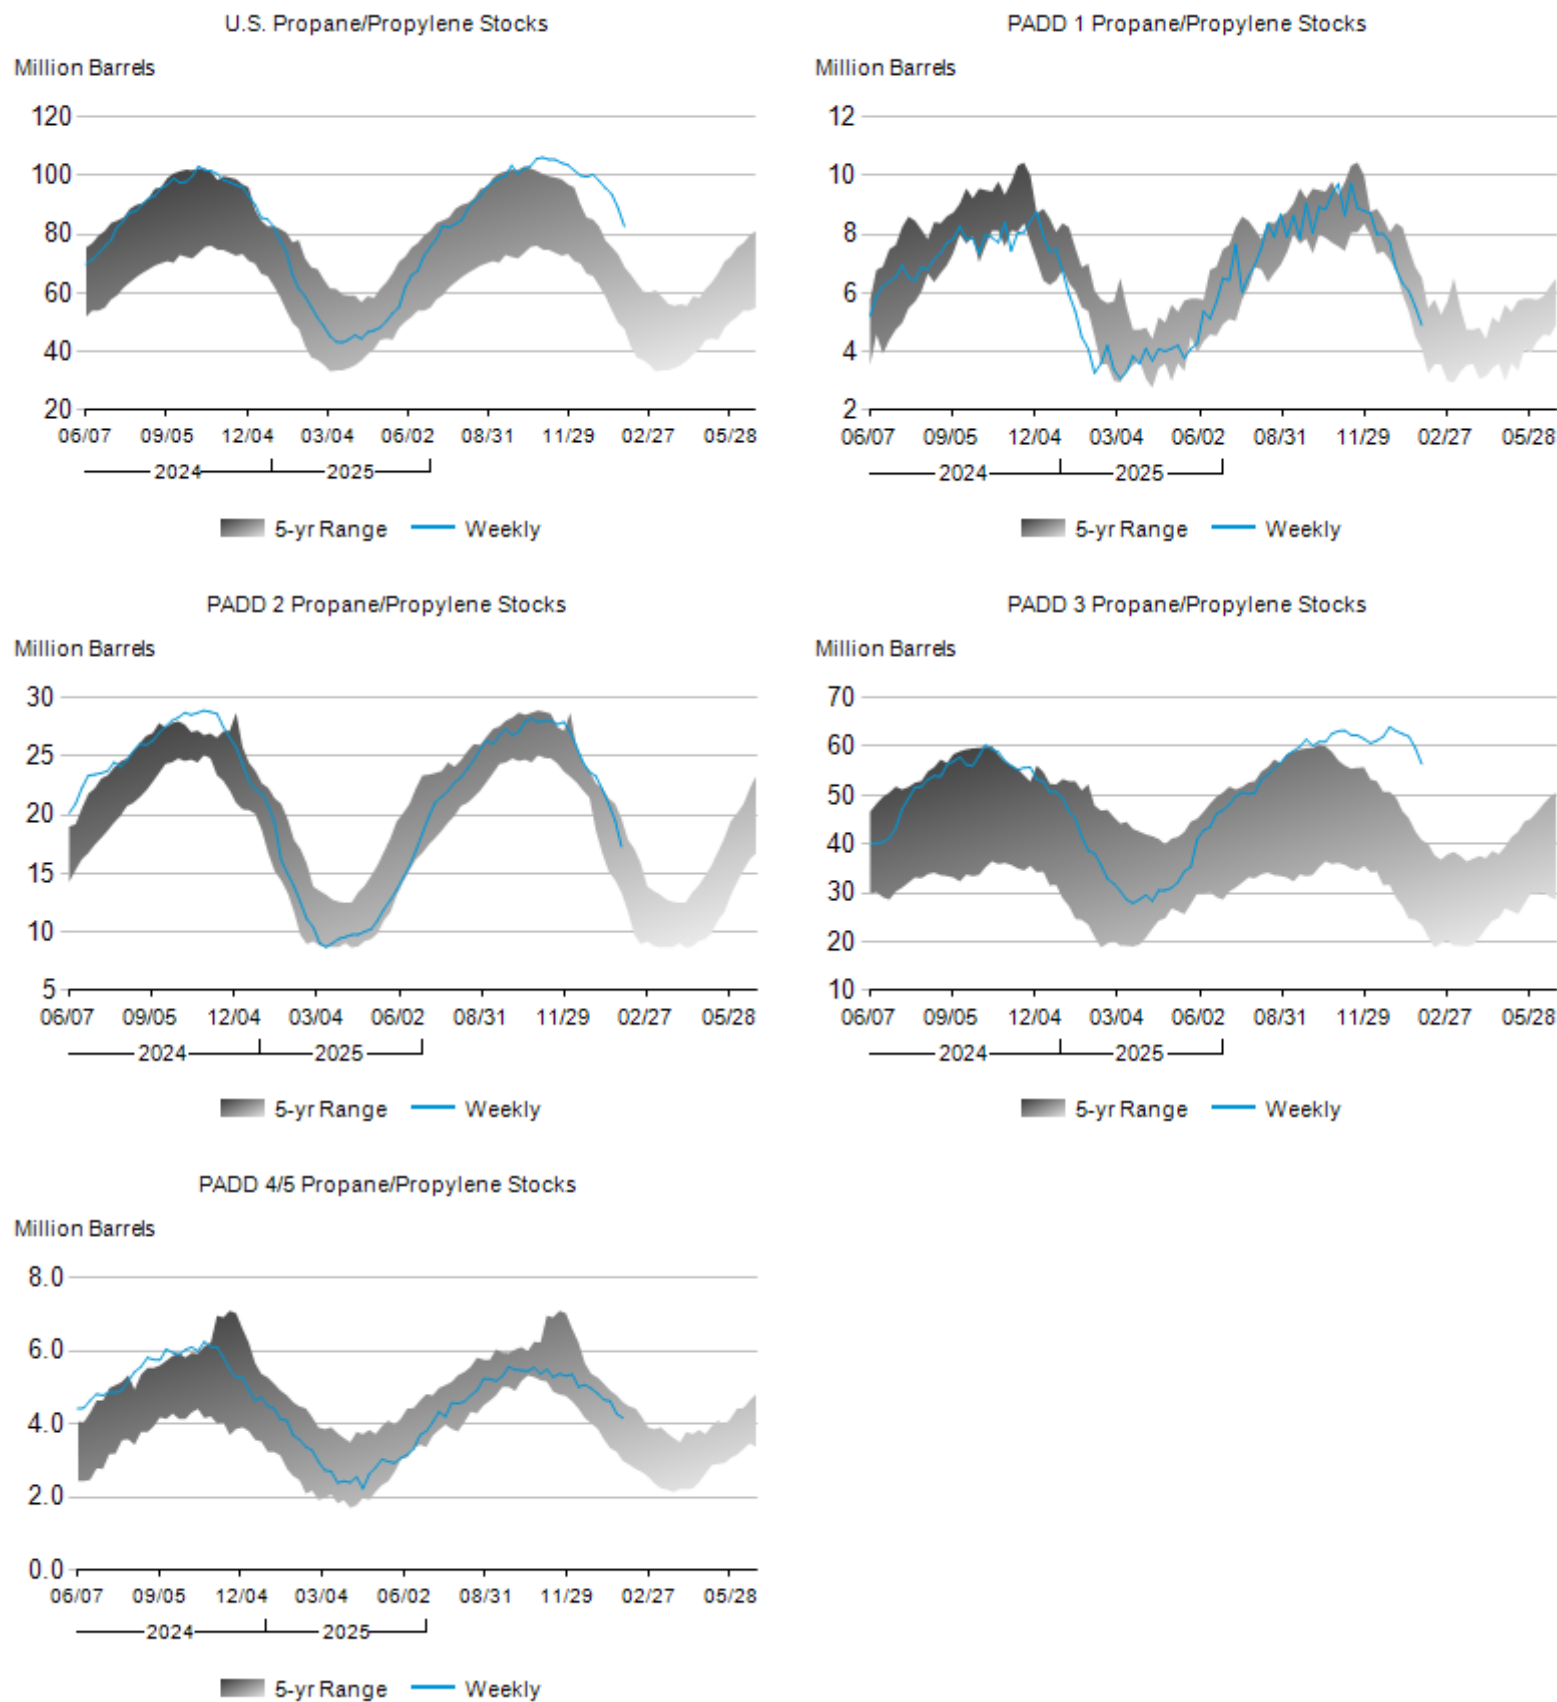 U.S. Propane/Propylene Stocks
Million Barrels
120
100
80
60
40
20
06/07 09/05 12/04 03/04 06/02 08/31 11/29 02/27 05/28
2024 2025
5-yr Range Weekly
PADD 1 Propane/Propylene Stocks
Million Barrels
12
10
8
6
4
2
06/07 09/05 12/04 03/04 06/02 08/31 11/29 02/27 05/28
2024 2025
5-yr Range Weekly
PADD 2 Propane/Propylene Stocks
Million Barrels
30
25
20
15
10
5
06/07 09/05 12/04 03/04 06/02 08/31 11/29 02/27 05/28
2024 2025
5-yr Range Weekly
PADD 3 Propane/Propylene Stocks
Million Barrels
70
60
50
40
30
20
10
06/07 09/05 12/04 03/04 06/02 08/31 11/29 02/27 05/28
2024 2025
5-yr Range Weekly
PADD 4/5 Propane/Propylene Stocks
Million Barrels
8.0
6.0
4.0
2.0
0.0
06/07 09/05 12/04 03/04 06/02 08/31 11/29 02/27 05/28
2024 2025
5-yr Range Weekly